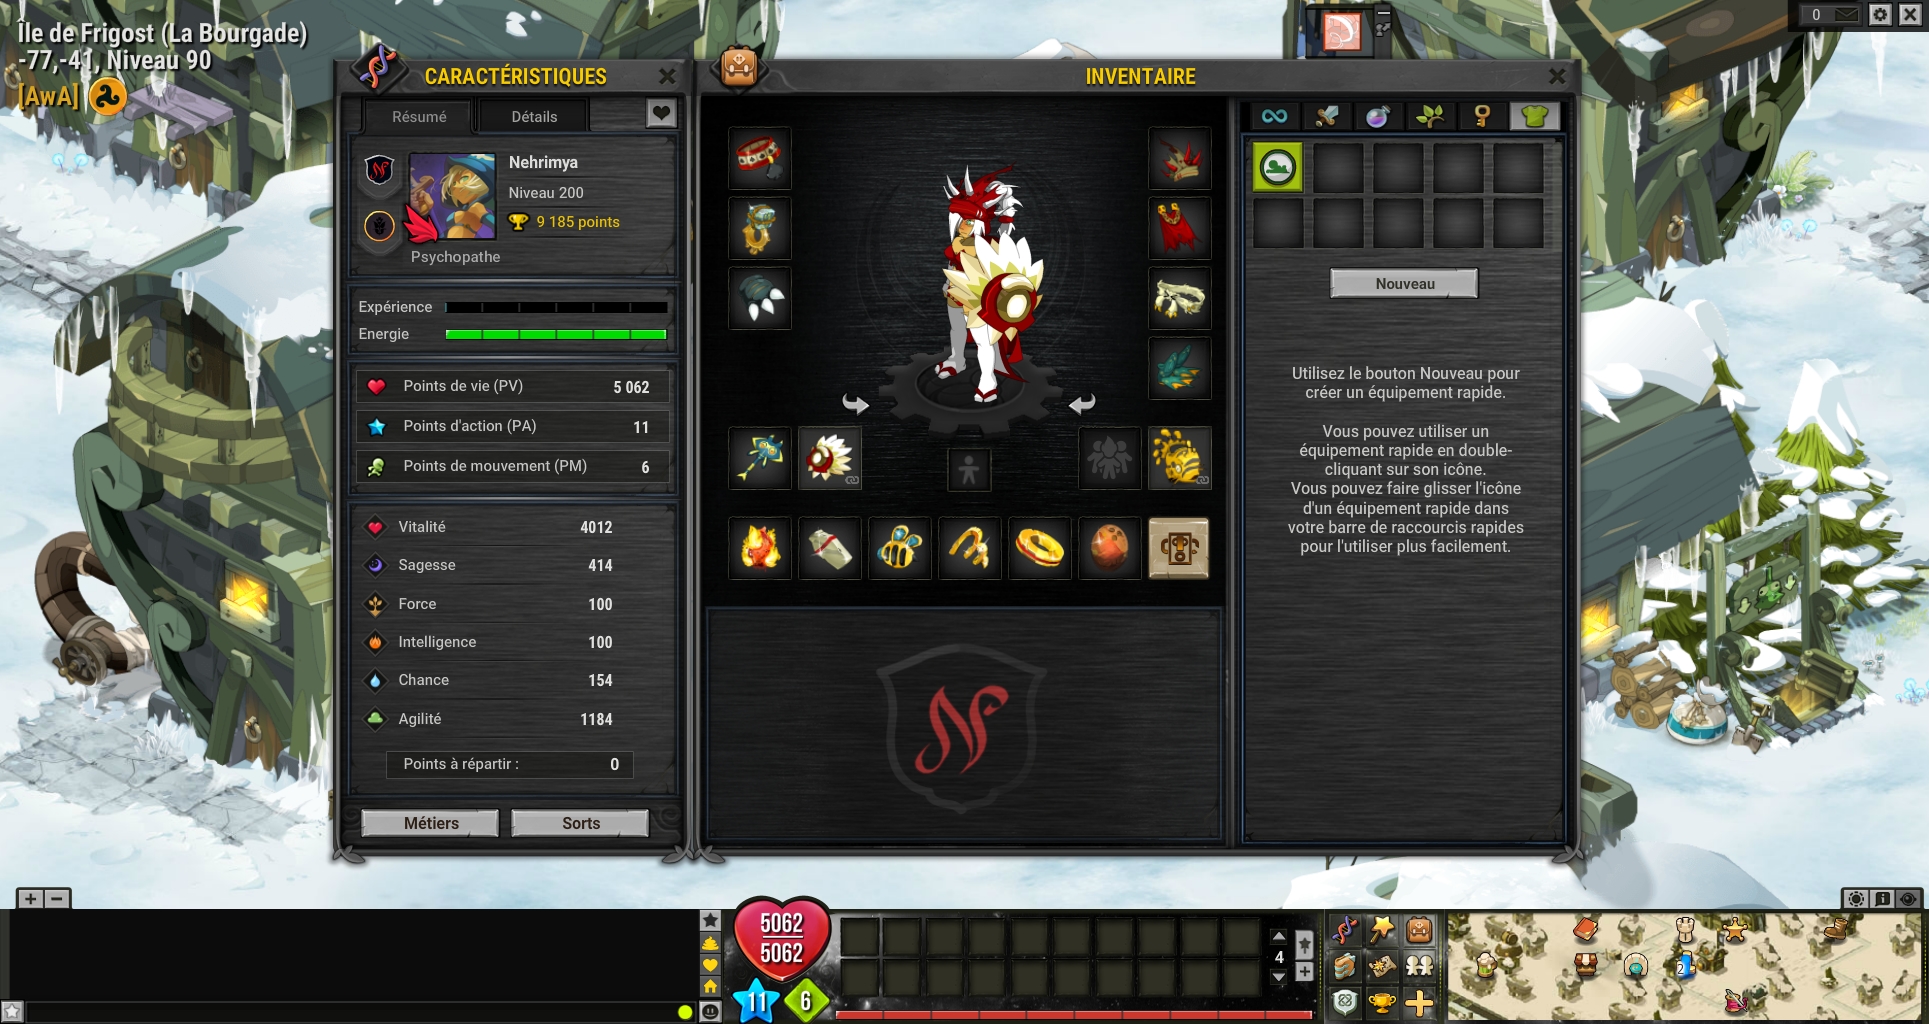 Île de Frigost (La Bourgade)
-77,-41, Niveau 90
[AwA]
0
CARACTÉRISTIQUES
Résumé
Détails
Nehrimya
Niveau 200
9 185 points
Psychopathe
Expérience
Energie
Points de vie (PV) 5 062
Points d'action (PA) 11
Points de mouvement (PM) 6
Vitalité 4012
Sagesse 414
Force 100
Intelligence 100
Chance 154
Agilité 1184
Points à répartir : 0
Métiers
Sorts
INVENTAIRE
N
Nouveau
Utilisez le bouton Nouveau pour
créer un équipement rapide.
Vous pouvez utiliser un
équipement rapide en double-
cliquant sur son icône.
Vous pouvez faire glisser l'icône
d'un équipement rapide dans
votre barre de raccourcis rapides
pour l'utiliser plus facilement.
5062
5062
11
6
4
2